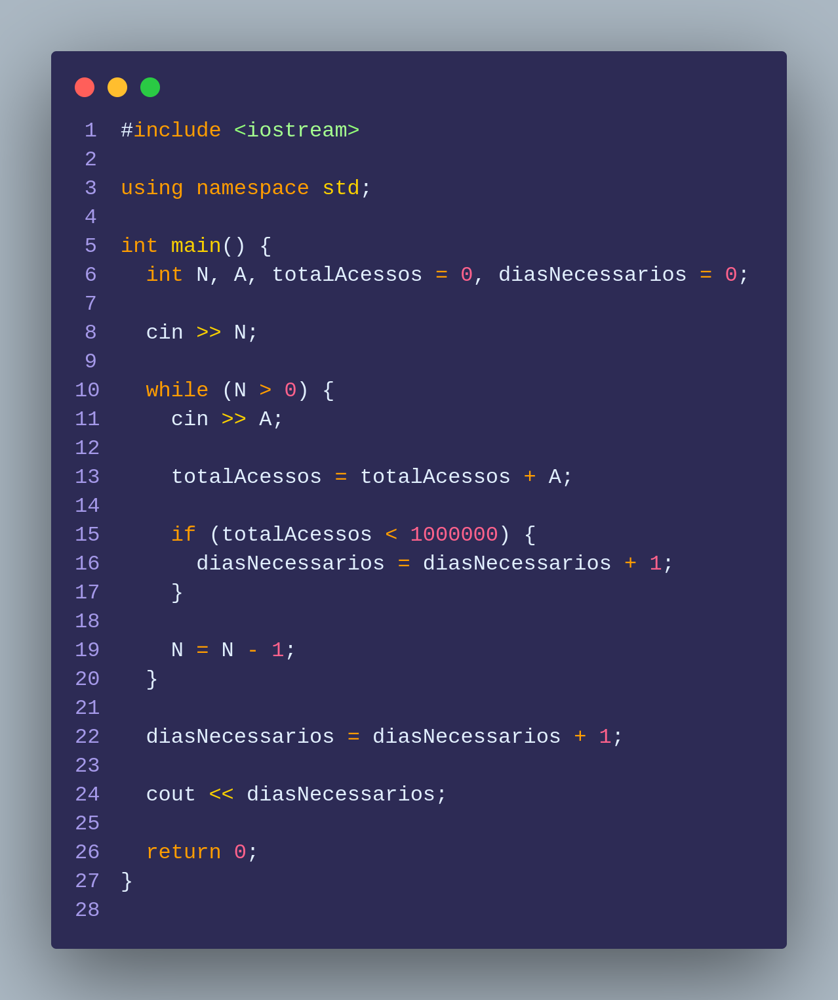 1 #include <iostream>
2
3 using namespace std;
4
5 int main() {
6   int N, A, totalAcessos = 0, diasNecessarios = 0;
7
8   cin >> N;
9
10   while (N > 0) {
11     cin >> A;
12
13     totalAcessos = totalAcessos + A;
14
15     if (totalAcessos < 1000000) {
16       diasNecessarios = diasNecessarios + 1;
17     }
18
19     N = N - 1;
20   }
21
22   diasNecessarios = diasNecessarios + 1;
23
24   cout << diasNecessarios;
25
26   return 0;
27 }
28